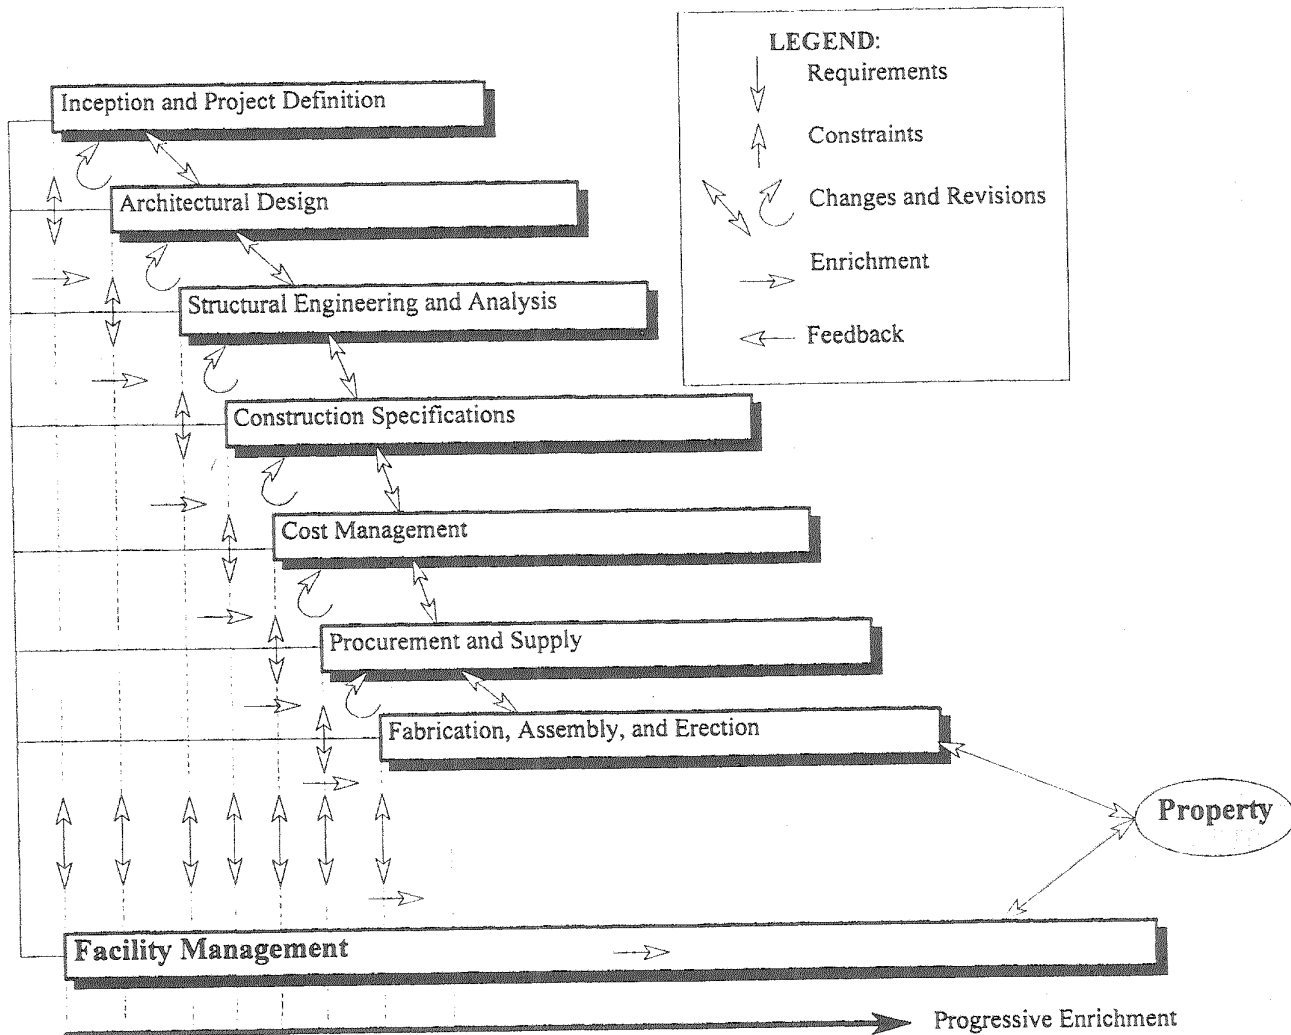 LEGEND:
Requirements
Constraints
Changes and Revisions
Enrichment
Feedback
Inception and Project Definition
Architectural Design
Structural Engineering and Analysis
Construction Specifications
Cost Management
Procurement and Supply
Fabrication, Assembly, and Erection
Property
Facility Management
Progressive Enrichment